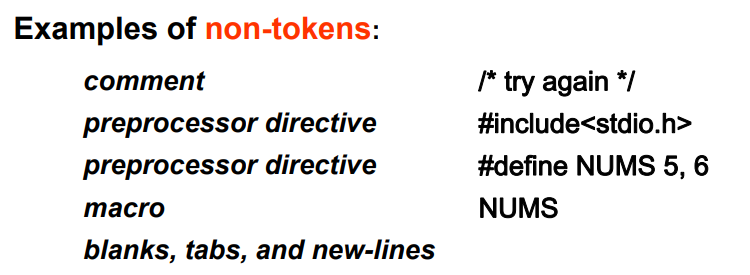 Examples of non-tokens:
comment /* try again */
preprocessor directive #include<stdio.h>
preprocessor directive #define NUMS 5, 6
macro NUMS
blanks, tabs, and new-lines